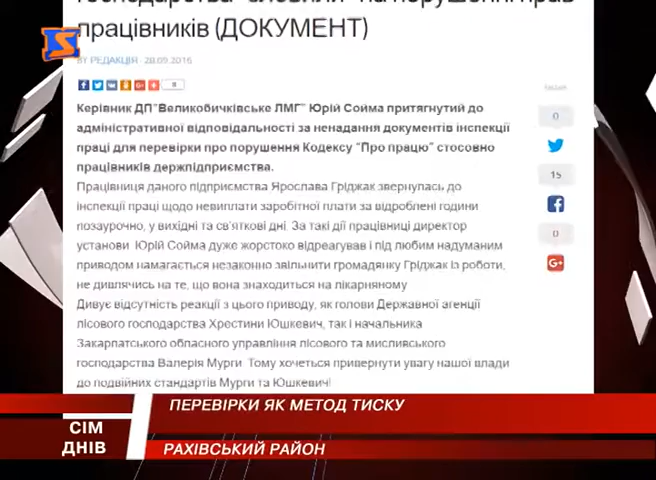 працівників (ДОКУМЕНТ)
BY РЕДАКЦІЯ
0
Керівник ДП"Великобичківське ЛМГ" Юрій Сойма притягнутий до
адміністративної відповідальності за ненадання документів інспекції
праці для перевірки про порушення Кодексу "Про працю" стосовно
працівників держпідприємства.
Працівниця даного підприємства Ярослава Гріджак звернулась до
інспекції праці щодо невиплати заробітної плати за відроблені години
позаурочно, у вихідні та св'яткові дні. За такі дії працівниці директор
установи Юрій Сойма дуже жорстоко відреагував і під любим надуманим
приводом намагається незаконно звільнити громадянку Гріджак із роботи,
не дивлячись на те, що вона знаходиться на лікарняному
Дивує відсутність реакції з цього приводу, як голови Державної агенції
лісового господарства Христини Юшкевич, так і начальника
Закарпатського обласного управління лісового та мисливського
господарства Валерія Мурги. Тому хочеться привернути увагу нашої влади
до подвійних стандартів Мурги та Юшкевич!
15
0
G+
ПЕРЕВІРКИ ЯК МЕТОД ТИСКУ
СІМ
ДНІВ
РАХІВСЬКИЙ РАЙОН